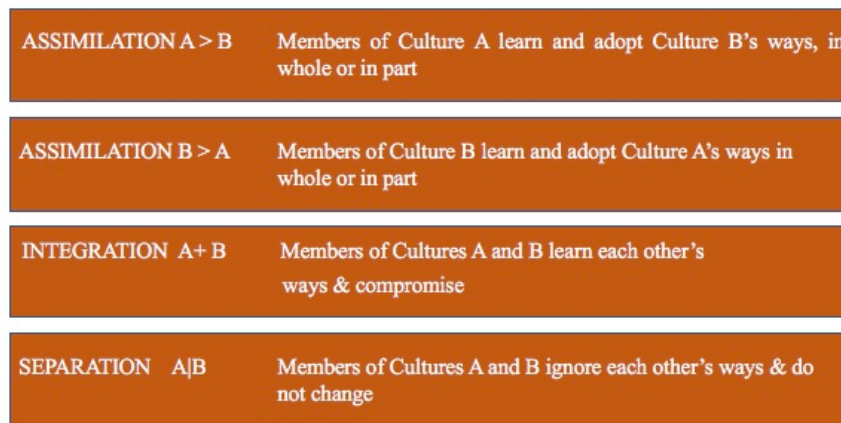 ASSIMILATION A > B Members of Culture A learn and adopt Culture B's ways, in
whole or in part
ASSIMILATION B > A Members of Culture B learn and adopt Culture A's ways in
whole or in part
INTEGRATION A+ B Members of Cultures A and B learn each other's
ways & compromise
SEPARATION A|B Members of Cultures A and B ignore each other's ways & do
not change